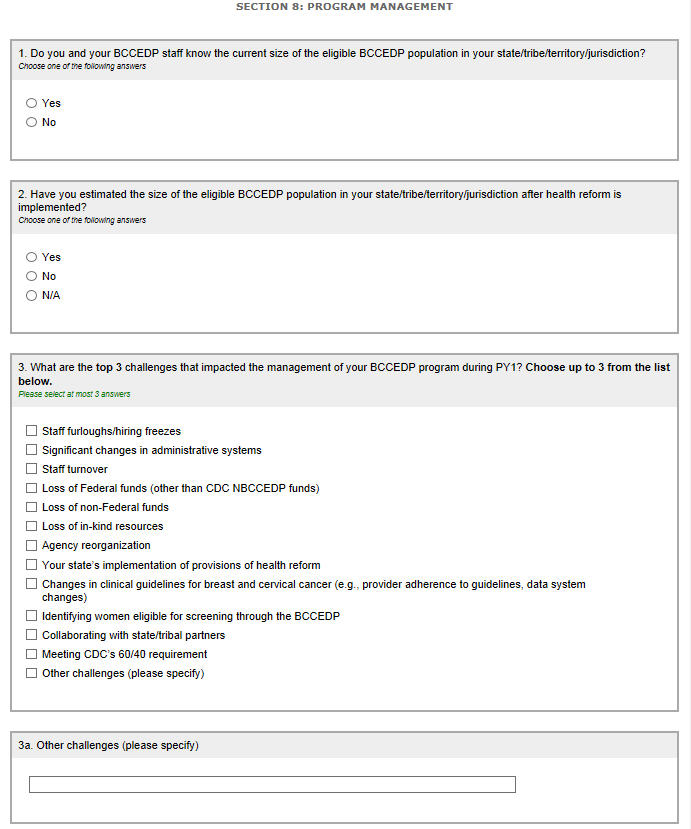 SECTION 8: PROGRAM MANAGEMENT
1. Do you and your BCCEDP staff know the current size of the eligible BCCEDP population in your state/tribe/territory/jurisdiction?
Choose one of the following answers
Yes
No
2. Have you estimated the size of the eligible BCCEDP population in your state/tribe/territory/jurisdiction after health reform is
implemented?
Choose one of the following answers
Yes
No
N/A
3. What are the top 3 challenges that impacted the management of your BCCEDP program during PY1? Choose up to 3 from the list
below.
Please select at most 3 answers
Staff furloughs/hiring freezes
Significant changes in administrative systems
Staff turnover
Loss of Federal funds (other than CDC NBCCEDP funds)
Loss of non-Federal funds
Loss of in-kind resources
Agency reorganization
Your state's implementation of provisions of health reform
Changes in clinical guidelines for breast and cervical cancer (e.g., provider adherence to guidelines, data system
changes)
Identifying women eligible for screening through the BCCEDP
Collaborating with state/tribal partners
Meeting CDC's 60/40 requirement
Other challenges (please specify)
3a. Other challenges (please specify)